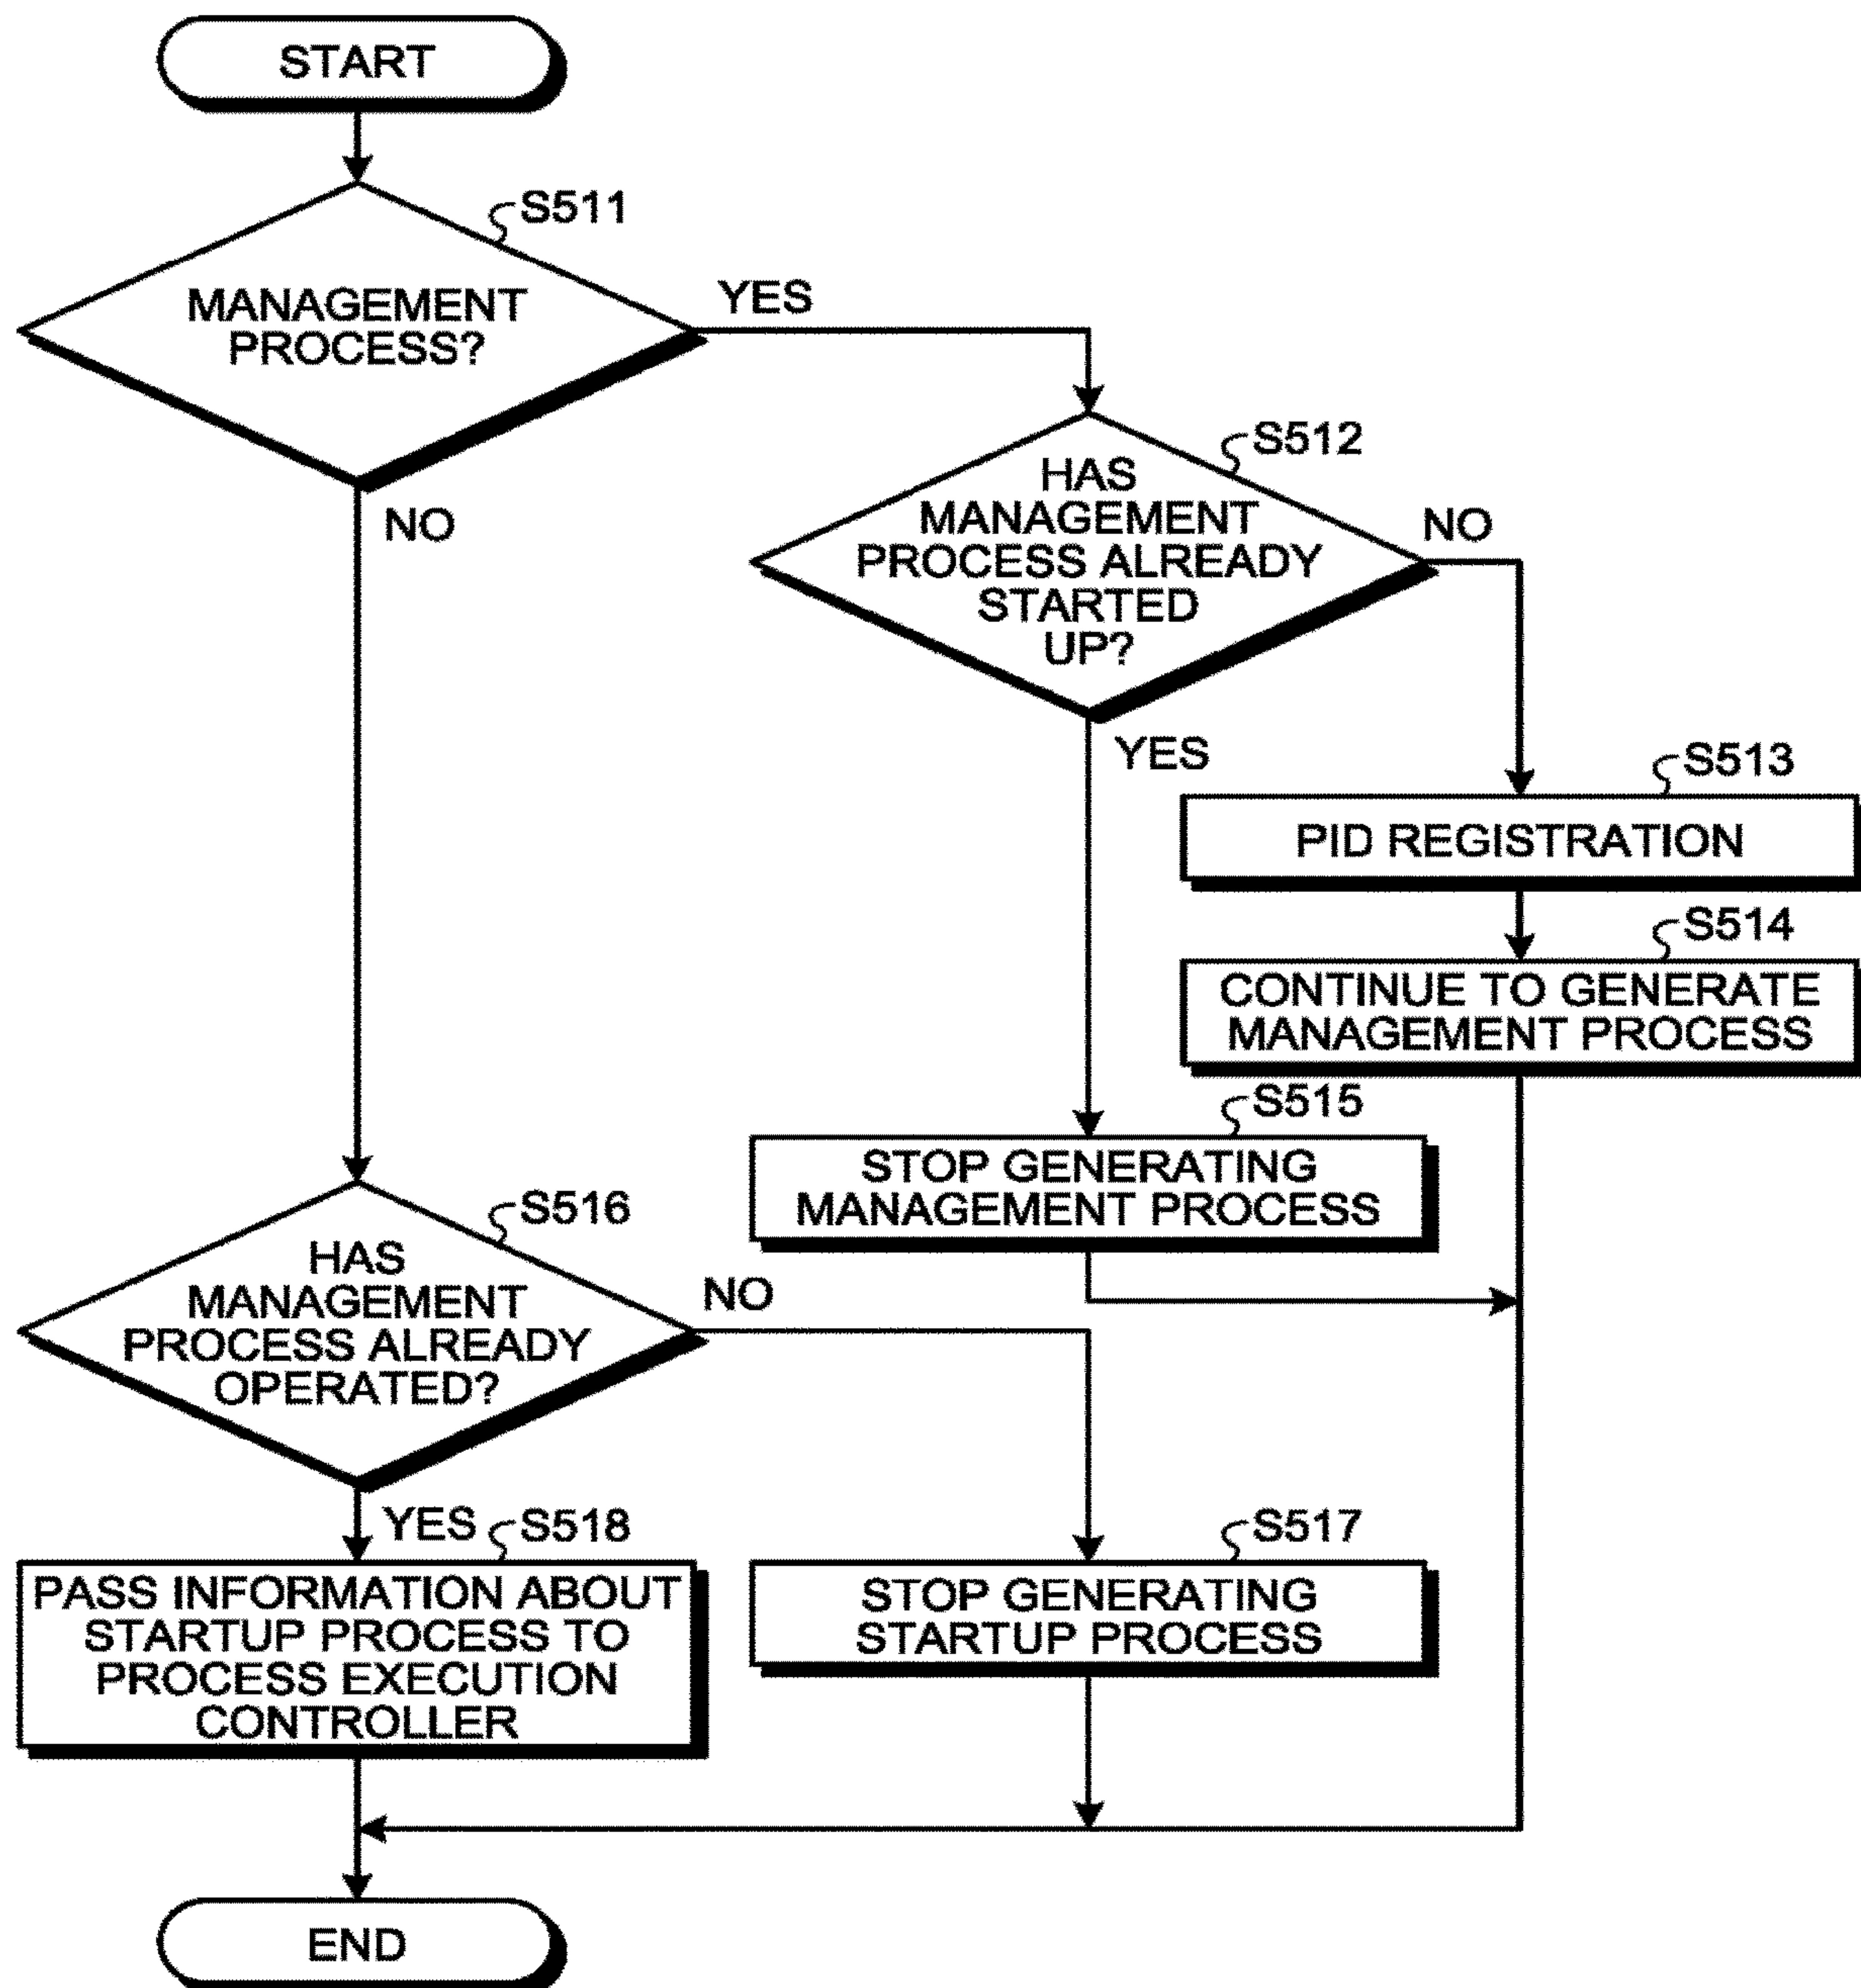 START
S511
MANAGEMENT
PROCESS?
YES
NO
S512
HAS
MANAGEMENT
PROCESS ALREADY
STARTED
UP?
NO
YES
S513
PID REGISTRATION
S514
CONTINUE TO GENERATE
MANAGEMENT PROCESS
S515
STOP GENERATING
MANAGEMENT PROCESS
S516
HAS
MANAGEMENT
PROCESS ALREADY
OPERATED?
NO
YES
S518
PASS INFORMATION ABOUT
STARTUP PROCESS TO
PROCESS EXECUTION
CONTROLLER
S517
STOP GENERATING
STARTUP PROCESS
END